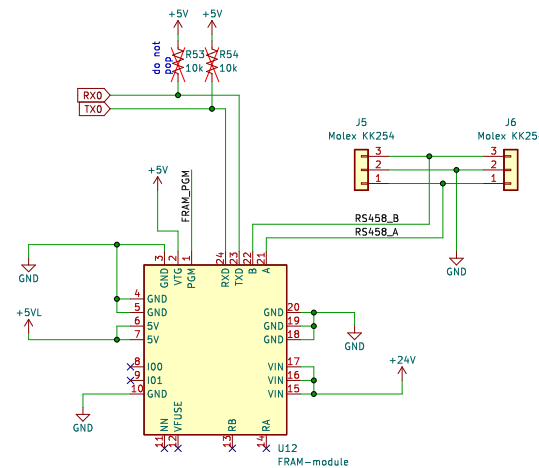 +5V +5V
do not pop
R53 R54
10k 10k
RX0
TX0
J5 J6
Molex KK254 Molex KK254
3 3
2 2
1 1
+5V
FRAM_PGM
RS458_B
RS458_A
GND
GND
3 2 1 24 23 22 21
GND VTG PGM RXD TXD B A
+5VL
4 GND
5 GND
6 5V
7 5V
8 IO0
9 IO1
10 GND
GND 20
GND 19
GND 18
VIN 17
VIN 16
VIN 15
GND
+24V
GND
NN VFUSE RB RA
11 12 13 14
U12
FRAM-module